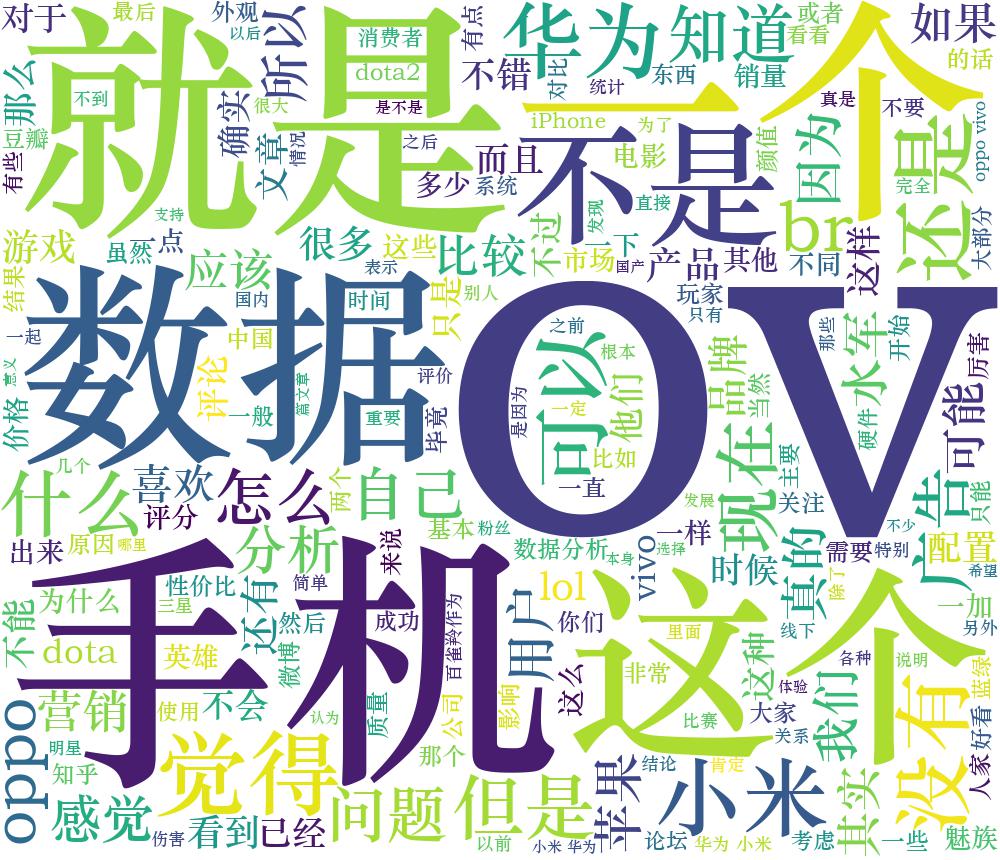 对于
最后
外观
以后
所以
消费者
dota2
有点
华为
知道
或者
看看
如果
的话
那么
就是
不到
确实
很大
是不是
不错
对比
东西
统计
销量
一个
真是
不要
oppo vivo
豆瓣
有些
文章
情况
之后
而且
iPhone
为了
电影
颜值
因为
还是
完全
大部分
多少
系统
不是
直接
发现
支持
游戏
虽然
一点
应该
很多
这些
比较
不过
一下
市场
国产
产品
其他
br
不同
这样
结果
表示
国内
时间
只是
别人
玩家
只有
一起
数据
中国
评论
一般
篇文章
重要
评价
毕竟
ov
之前
可以
根本
他们
是因为
一定
比如
一直
品牌
当然
那些
水军
开始
厉害
硬件
可能
价格
意义
几个
什么
喜欢
评分
怎么
两个
自己
现在
主要
关注
发展
广告
只能
不少
出来
原因
哪里
分析
来说
基本
粉丝
数据分析
本身
一样
选择
vivo
时候
真的
需要
特别
配置
希望
性价比
简单
为什么
三星
还有
然后
成功
lol
用户
你们
除了
线下
一加
另外
不能
dota
英雄
微博
手机
百雀羚作为
这么
这个
里面
非常
这种
各种
说明
体验
蓝绿
oppo
营销
使用
不会
认为
质量
公司
影响
那个
比赛
大家
关系
我们
没有
好看
人家
明星
知乎
觉得
感觉
伤害
看到
已经
问题
但是
以前
苹果
小米 华为
结论
肯定
小米
论坛
华为 小米
考虑
其实
一些
魅族